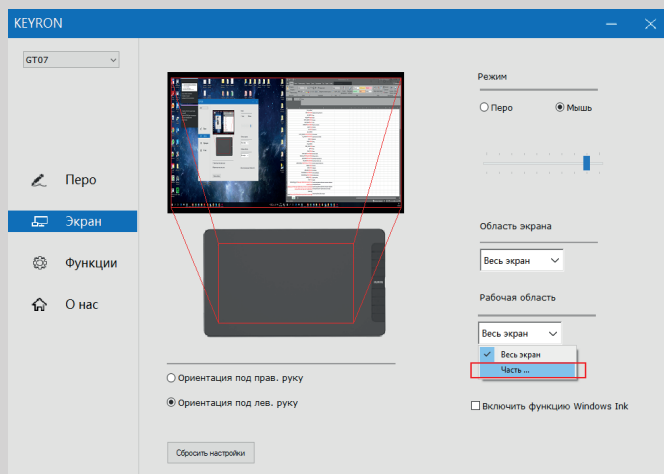 KEYRON
GT07
Перо
Экран
Функции
О нас
Ориентация под прав. руку
Ориентация под лев. руку
Сбросить настройки
Режим
Перо
Мышь
Область экрана
Весь экран
Рабочая область
Весь экран
Весь экран
Часть ...
Включить функцию Windows Ink